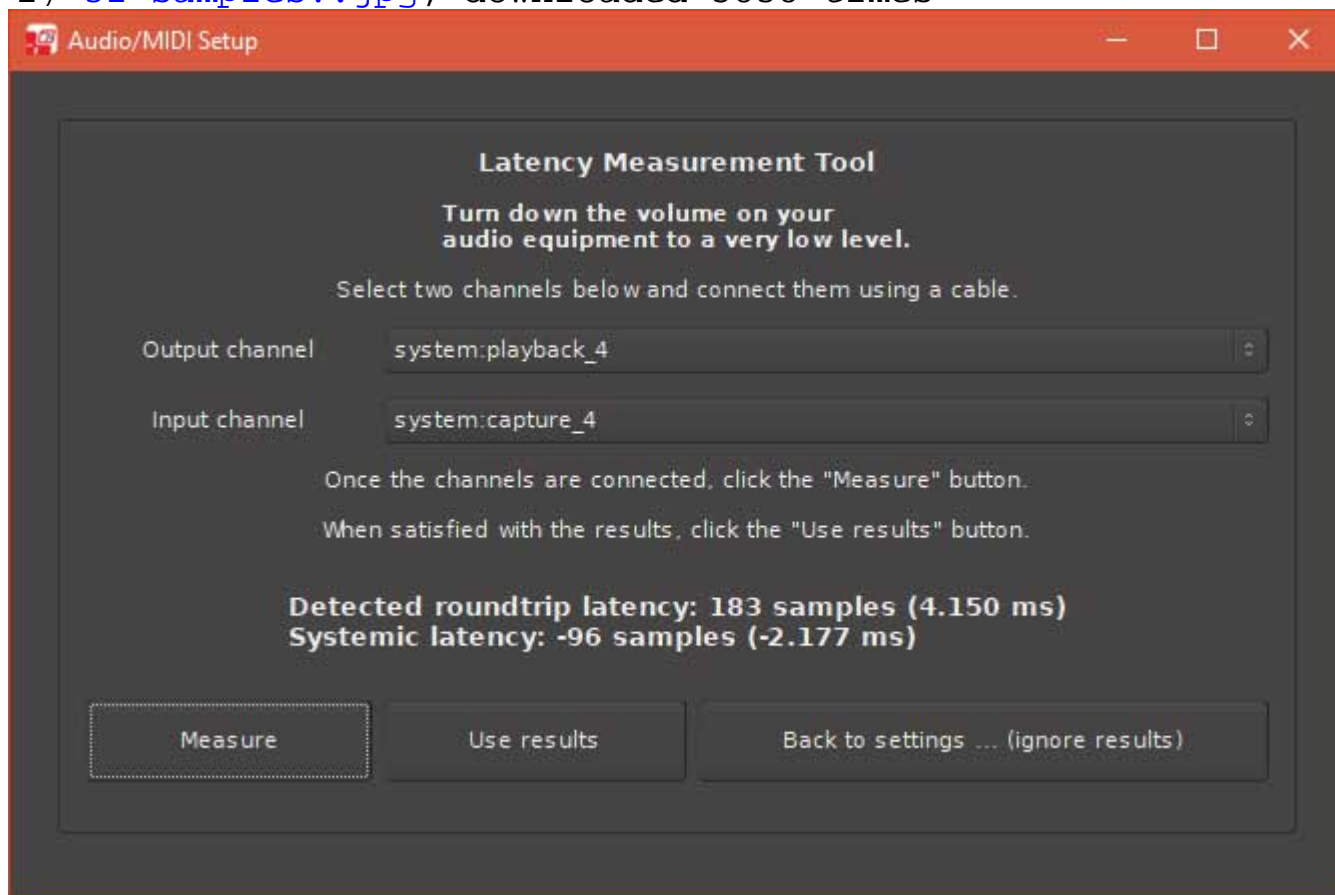 Audio/MIDI Setup
Latency Measurement Tool
Turn down the volume on your
audio equipment to a very low level.
Select two channels below and connect them using a cable.
Output channel system:playback_4
Input channel system:capture_4
Once the channels are connected, click the "Measure" button.
When satisfied with the results, click the "Use results" button.
Detected roundtrip latency: 183 samples (4.150 ms)
Systemic latency: -96 samples (-2.177 ms)
Measure Use results Back to settings ... (ignore results)